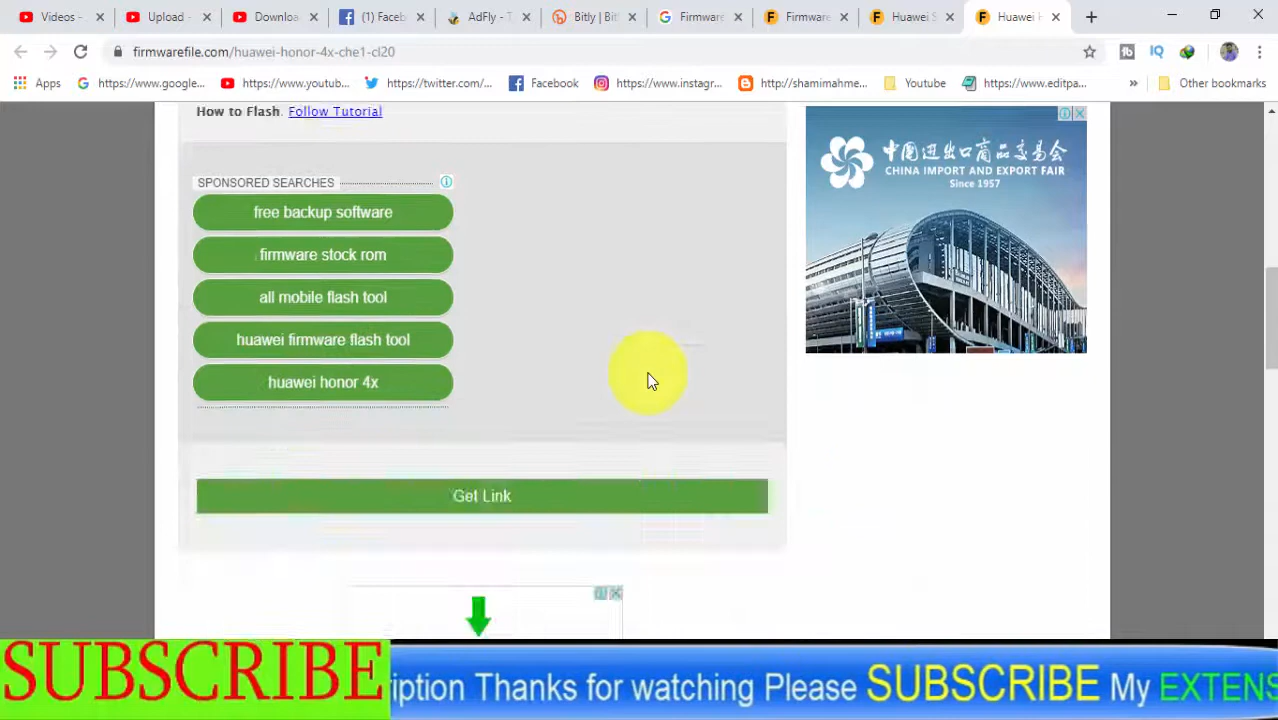 Videos -
Upload -
Downloa
(1) Faceb
AdFly - T
Bitly | Bit
Firmware
Firmware
Huawei S
Huawei H
firmwarefile.com/huawei-honor-4x-che1-cl20
Apps
https://www.google...
https://www.youtub...
https://twitter.com/...
Facebook
https://www.instagr...
http://shamimahme...
Youtube
https://www.editpa...
»
Other bookmarks
How to Flash. Follow Tutorial
SPONSORED SEARCHES
free backup software
firmware stock rom
all mobile flash tool
huawei firmware flash tool
huawei honor 4x
Get Link
中国进出口商品交易会
CHINA IMPORT AND EXPORT FAIR
Since 1957
SUBSCRIBE
ription Thanks for watching Please SUBSCRIBE My EXTENS